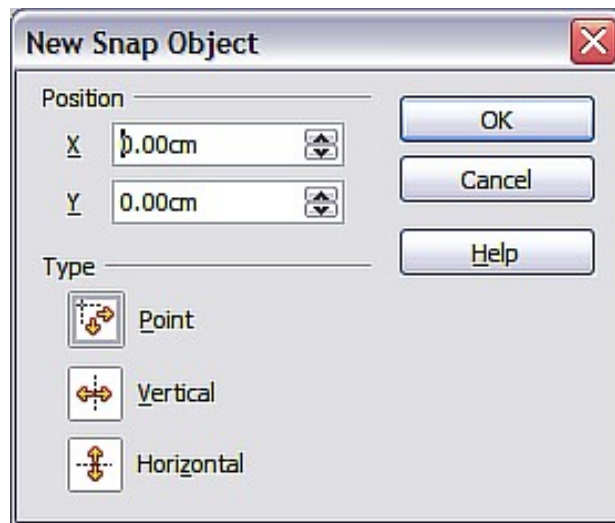 New Snap Object
Position
X 0.00cm
Y 0.00cm
OK
Cancel
Help
Type
Point
Vertical
Horizontal